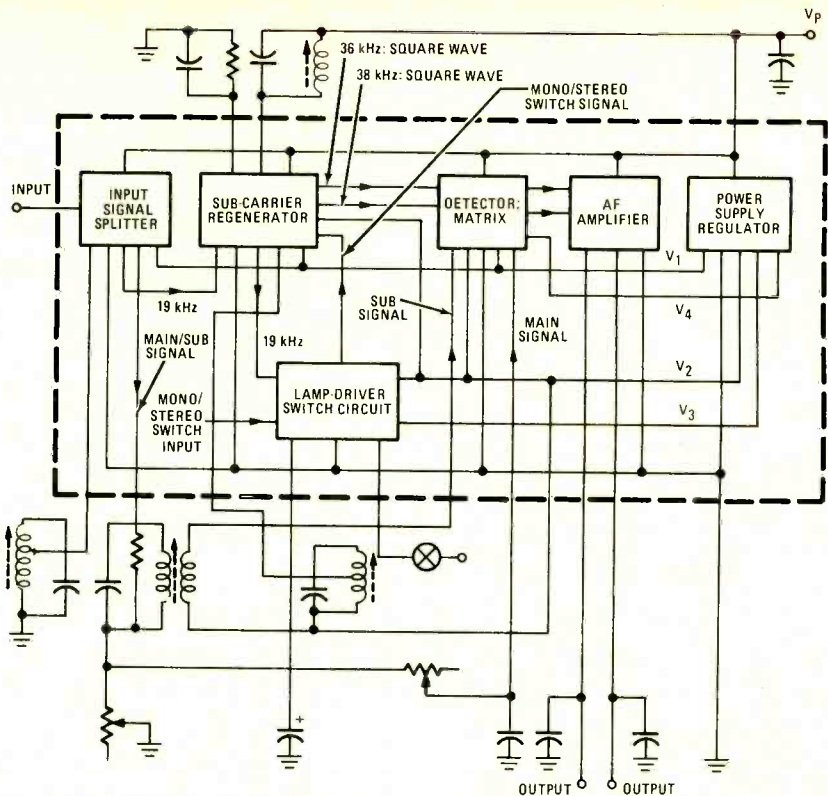 Vp
36 kHz: SQUARE WAVE
38 kHz: SQUARE WAVE
MONO/STEREO
SWITCH SIGNAL
INPUT
INPUT
SIGNAL
SPLITTER
SUB-CARRIER
REGENERATOR
DETECTOR;
MATRIX
AF
AMPLIFIER
POWER
SUPPLY
REGULATOR
V1
19 kHz
SUB
SIGNAL
V4
MAIN/SUB
SIGNAL
19 kHz
MAIN
SIGNAL
MONO/
STEREO
SWITCH
INPUT
LAMP-DRIVER
SWITCH CIRCUIT
V2
V3
+
OUTPUT
OUTPUT